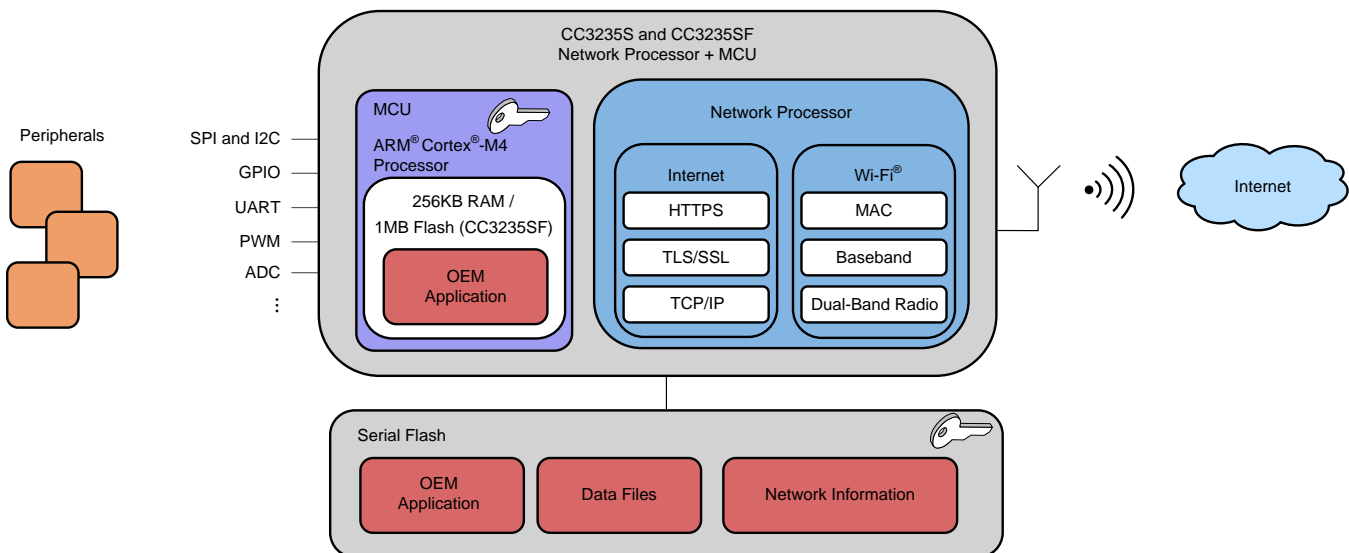 CC3235S and CC3235SF
Network Processor + MCU
Peripherals
SPI and I2C
GPIO
UART
PWM
ADC
⋮
MCU
ARM® Cortex®-M4
Processor
256KB RAM /
1MB Flash (CC3235SF)
OEM
Application
Network Processor
Internet
HTTPS
TLS/SSL
TCP/IP
Wi-Fi®
MAC
Baseband
Dual-Band Radio
Internet
Serial Flash
OEM
Application
Data Files
Network Information